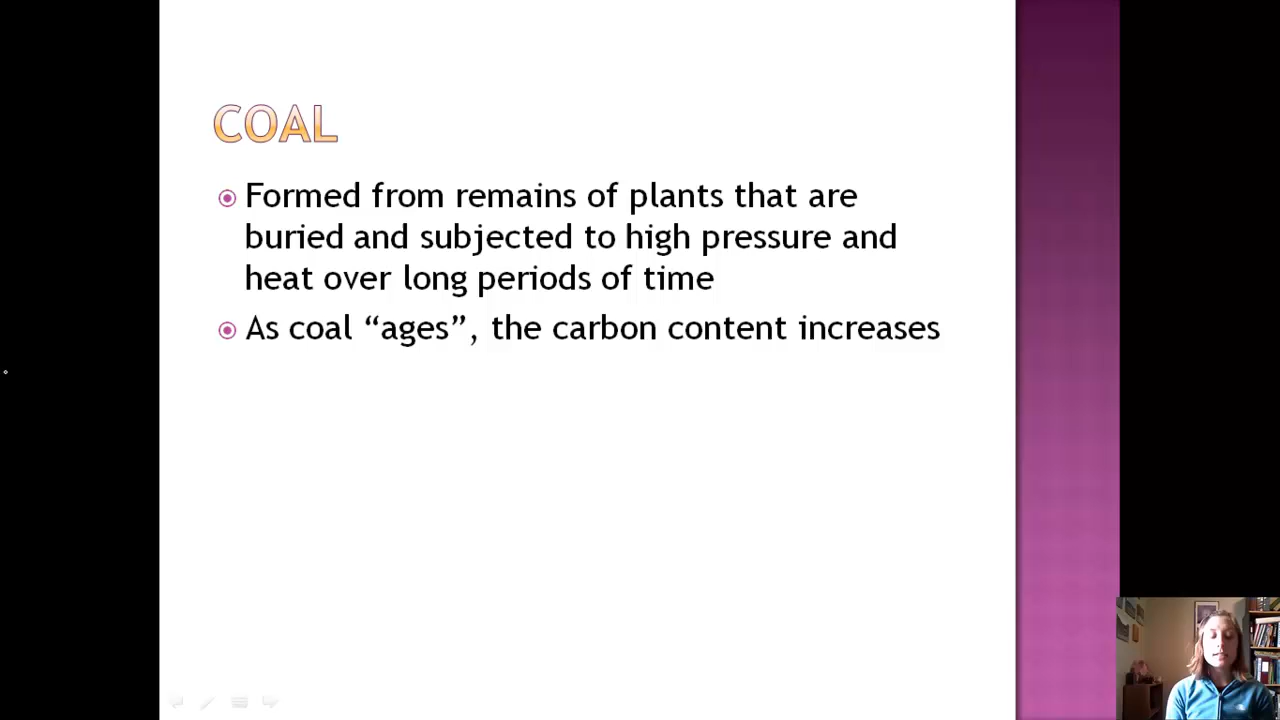 COAL
Formed from remains of plants that are
buried and subjected to high pressure and
heat over long periods of time
As coal “ages”, the carbon content increases